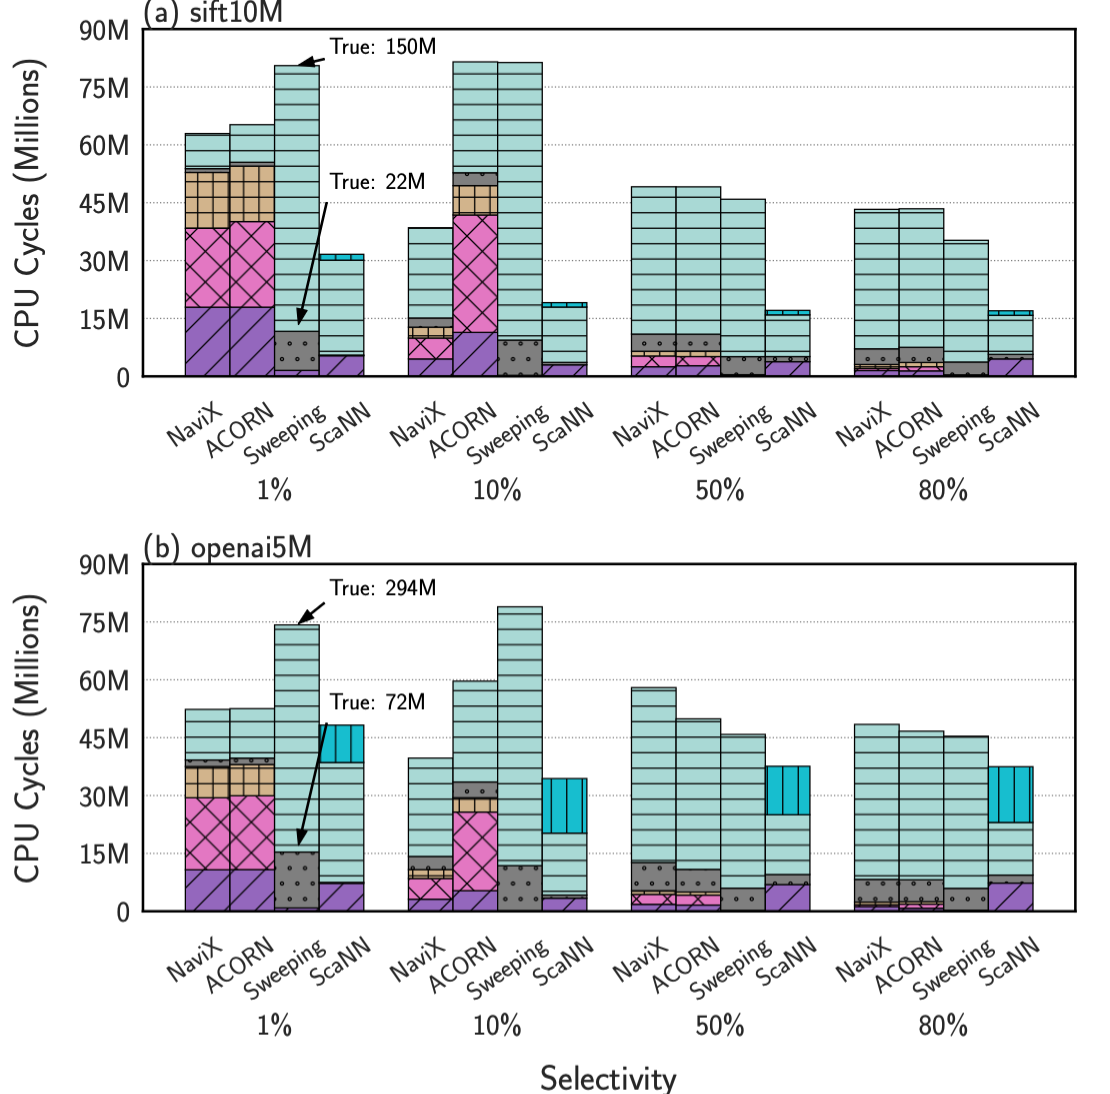 (a) sift10M
CPU Cycles (Millions)
90M
75M
60M
45M
30M
15M
0
True: 150M
True: 22M
NaviX ACORN Sweeping ScaNN NaviX ACORN Sweeping ScaNN NaviX ACORN Sweeping ScaNN NaviX ACORN Sweeping ScaNN
1% 10% 50% 80%
(b) openai5M
CPU Cycles (Millions)
90M
75M
60M
45M
30M
15M
0
True: 294M
True: 72M
NaviX ACORN Sweeping ScaNN NaviX ACORN Sweeping ScaNN NaviX ACORN Sweeping ScaNN NaviX ACORN Sweeping ScaNN
1% 10% 50% 80%
Selectivity